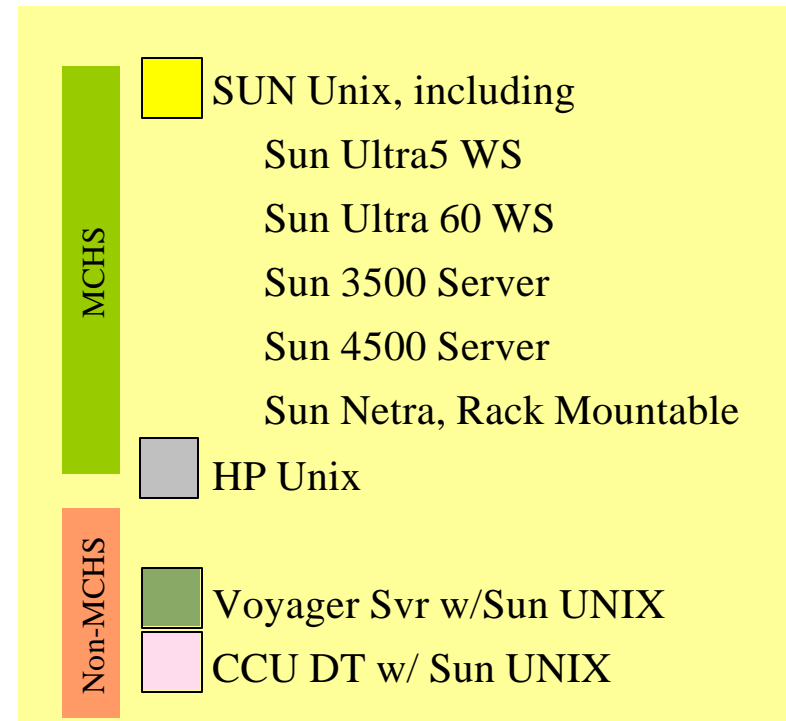 MCHS
SUN Unix, including
Sun Ultra5 WS
Sun Ultra 60 WS
Sun 3500 Server
Sun 4500 Server
Sun Netra, Rack Mountable
HP Unix
Non-MCHS
Voyager Svr w/Sun UNIX
CCU DT w/ Sun UNIX